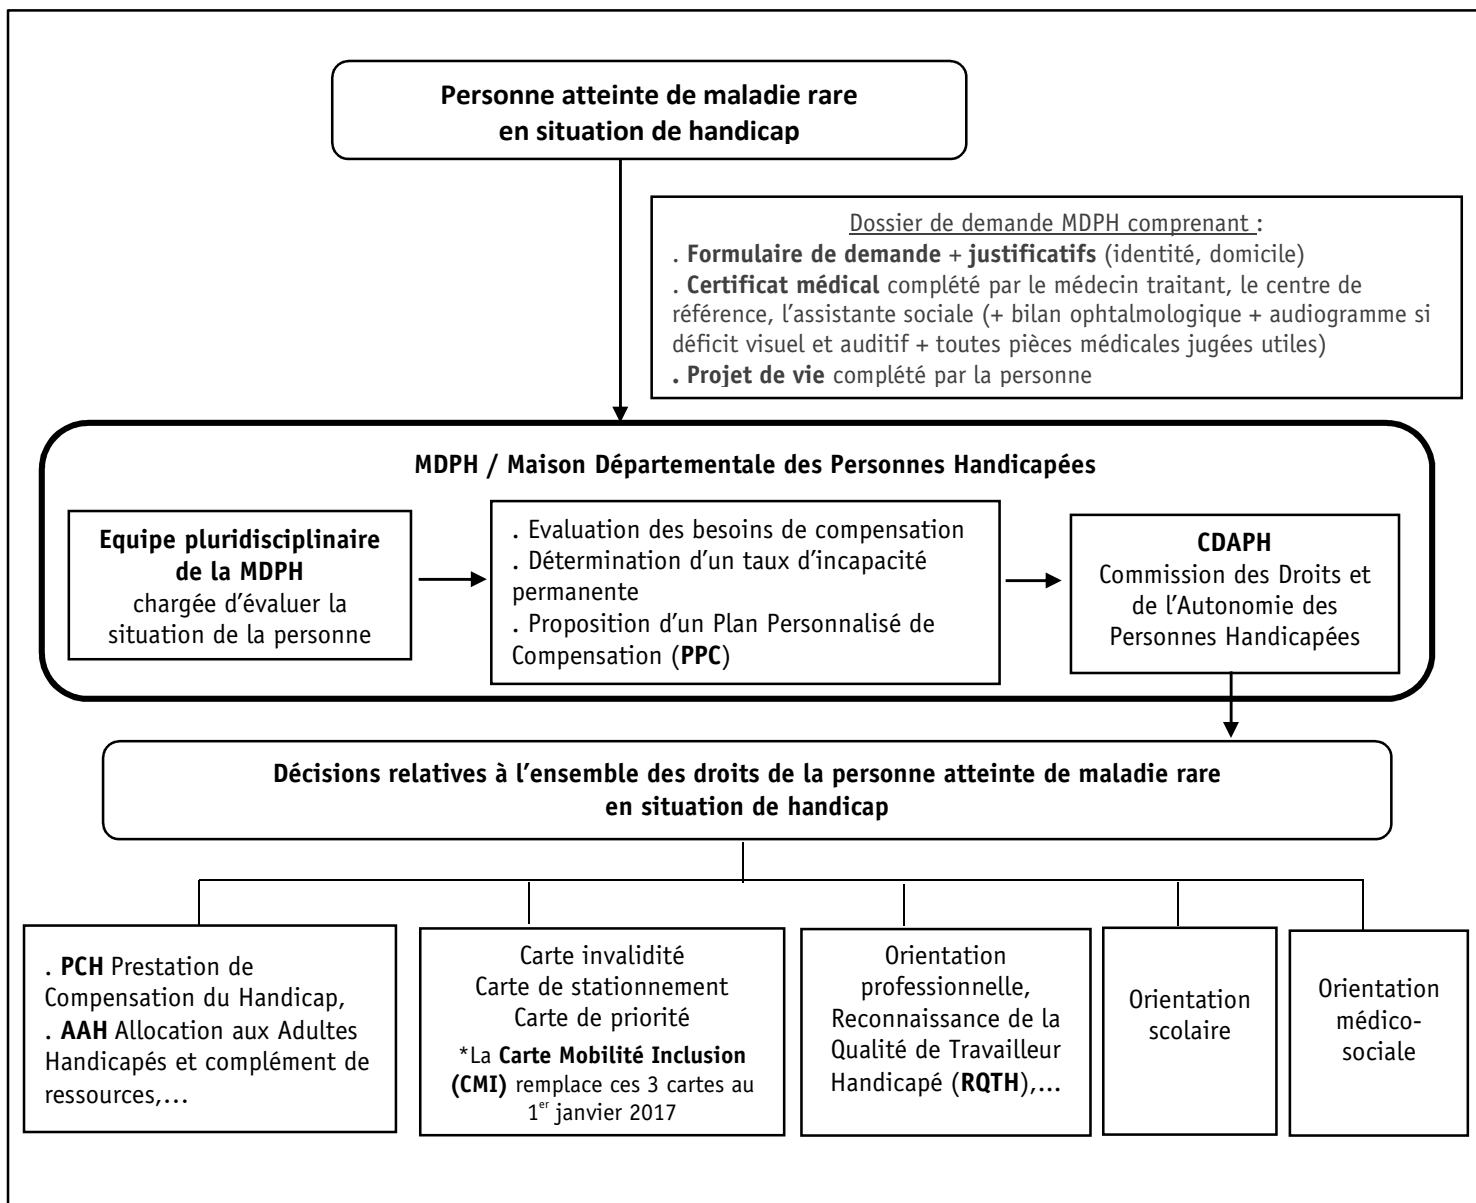 Personne atteinte de maladie rare
en situation de handicap
Dossier de demande MDPH comprenant :
. Formulaire de demande + justificatifs (identité, domicile)
. Certificat médical complété par le médecin traitant, le centre de
référence, l’assistante sociale (+ bilan ophtalmologique + audiogramme si
déficit visuel et auditif + toutes pièces médicales jugées utiles)
. Projet de vie complété par la personne
MDPH / Maison Départementale des Personnes Handicapées
Equipe pluridisciplinaire
de la MDPH
chargée d’évaluer la
situation de la personne
. Evaluation des besoins de compensation
. Détermination d’un taux d’incapacité
permanente
. Proposition d’un Plan Personnalisé de
Compensation (PPC)
CDAPH
Commission des Droits et
de l’Autonomie des
Personnes Handicapées
Décisions relatives à l’ensemble des droits de la personne atteinte de maladie rare
en situation de handicap
. PCH Prestation de
Compensation du Handicap,
. AAH Allocation aux Adultes
Handicapés et complément de
ressources,...
Carte invalidité
Carte de stationnement
Carte de priorité
*La Carte Mobilité Inclusion
(CMI) remplace ces 3 cartes au
1er janvier 2017
Orientation
professionnelle,
Reconnaissance de la
Qualité de Travailleur
Handicapé (RQTH),...
Orientation
scolaire
Orientation
médico-
sociale